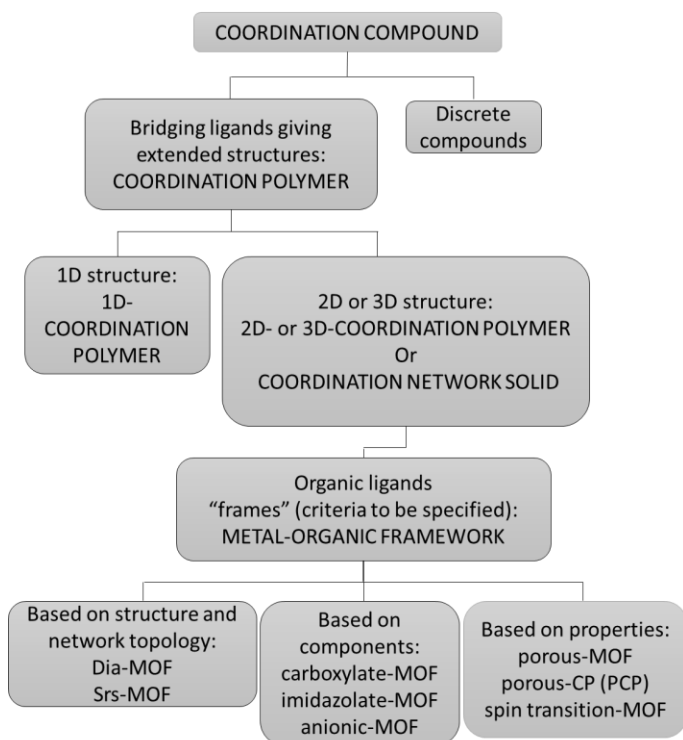 COORDINATION COMPOUND
Bridging ligands giving
extended structures:
COORDINATION POLYMER
Discrete
compounds
1D structure:
1D-
COORDINATION
POLYMER
2D or 3D structure:
2D- or 3D-COORDINATION POLYMER
Or
COORDINATION NETWORK SOLID
Organic ligands
“frames” (criteria to be specified):
METAL-ORGANIC FRAMEWORK
Based on structure and
network topology:
Dia-MOF
Srs-MOF
Based on
components:
carboxylate-MOF
imidazolate-MOF
anionic-MOF
Based on properties:
porous-MOF
porous-CP (PCP)
spin transition-MOF